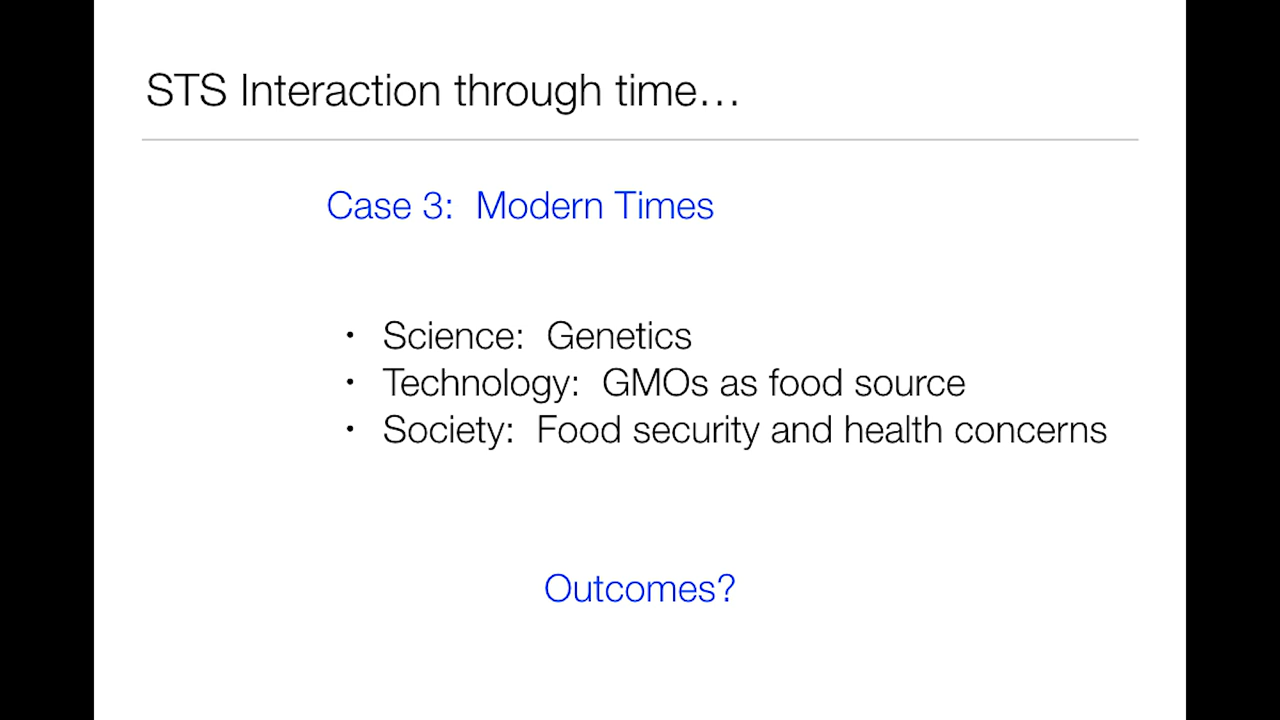 STS Interaction through time…
Case 3:  Modern Times
• Science:  Genetics
• Technology:  GMOs as food source
• Society:  Food security and health concerns
Outcomes?